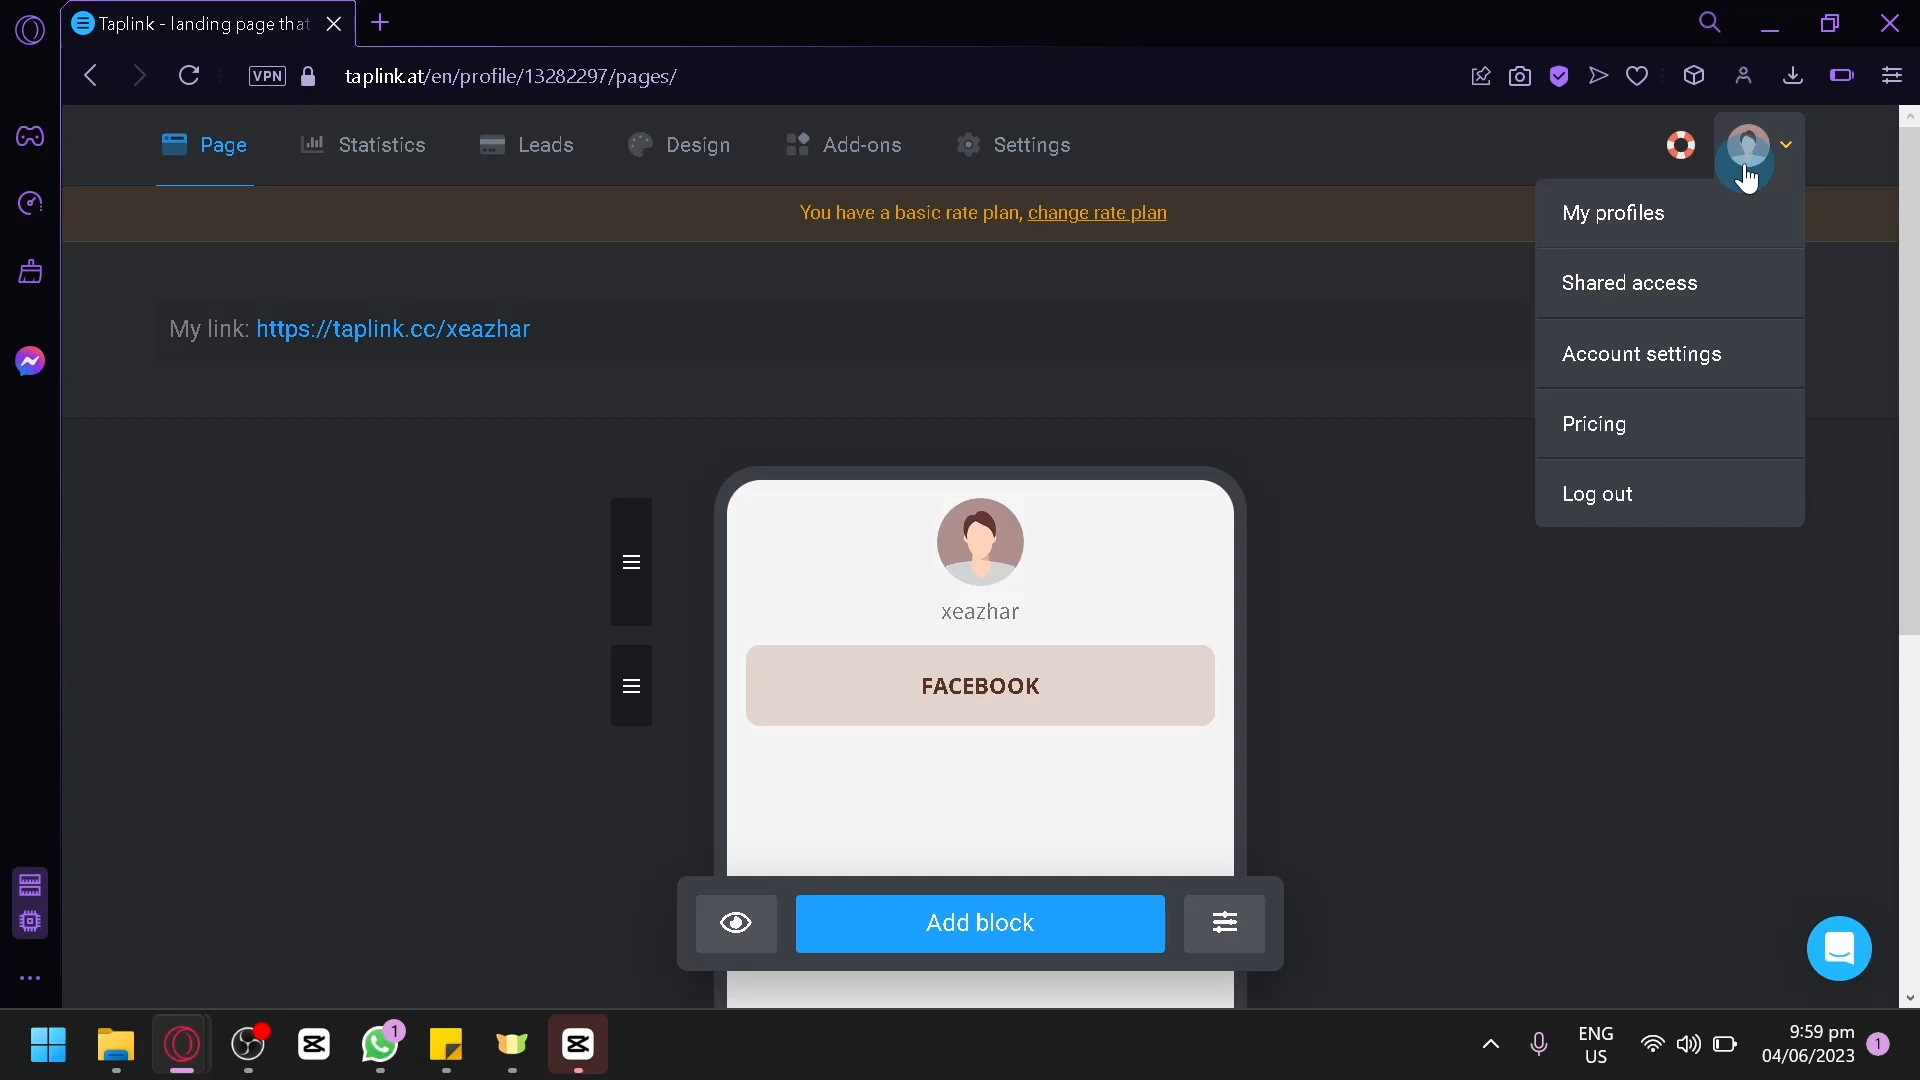 Taplink - landing page that
VPN
taplink.at/en/profile/13282297/pages/
Page
Statistics
Leads
Design
Add-ons
Settings
You have a basic rate plan, change rate plan
My profiles
Shared access
Account settings
Pricing
Log out
My link: https://taplink.cc/xeazhar
xeazhar
FACEBOOK
Add block
1
ENG
US
9:59 pm
04/06/2023
1